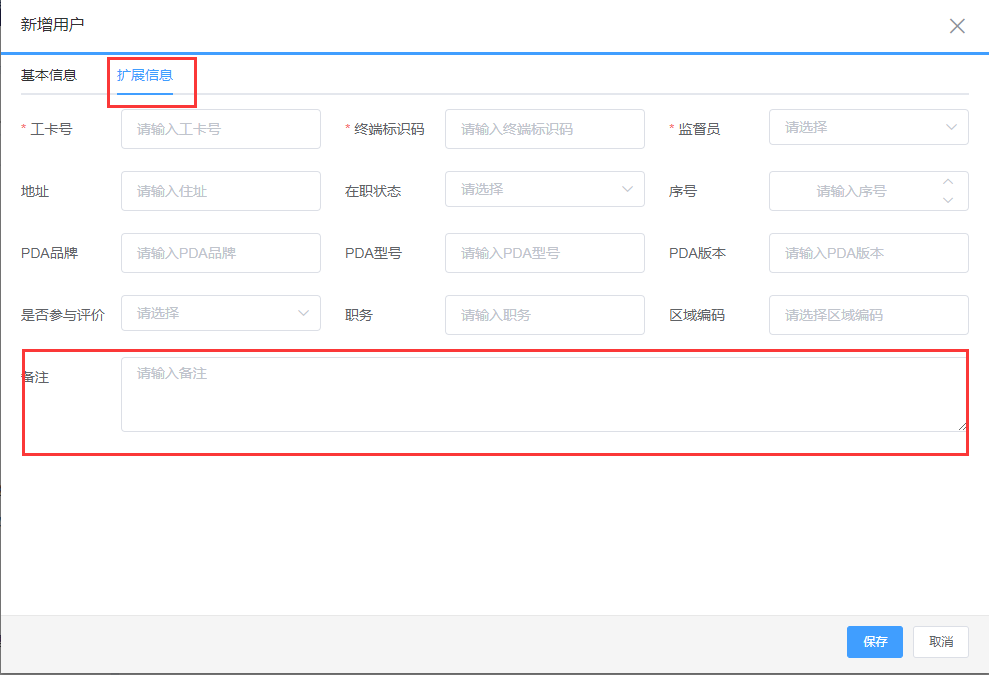 新增用户
基本信息 扩展信息
* 工卡号 请输入工卡号 * 终端标识码 请输入终端标识码 * 监督员 请选择
地址 请输入住址 在职状态 请选择 序号 请输入序号
PDA品牌 请输入PDA品牌 PDA型号 请输入PDA型号 PDA版本 请输入PDA版本
是否参与评价 请选择 职务 请输入职务 区域编码 请选择区域编码
备注 请输入备注
保存 取消